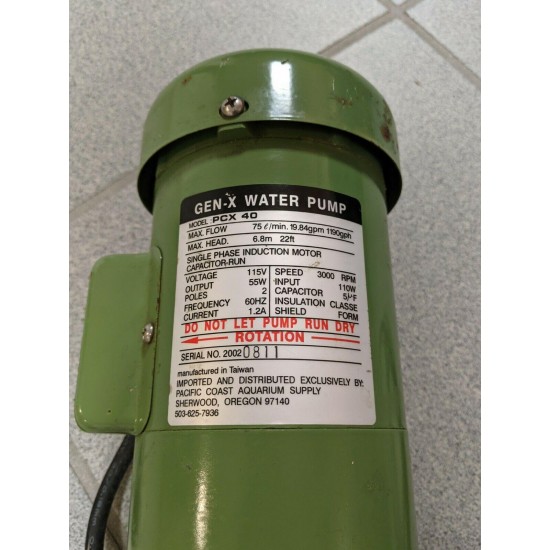 GEN-X WATER PUMP
MODEL PCX 40
MAX. FLOW 75ℓ/min. 19.84gpm 1190gph
MAX. HEAD. 6.8m 22ft
SINGLE PHASE INDUCTION MOTOR
CAPACITOR-RUN
VOLTAGE 115V SPEED 3000 RPM
OUTPUT 55W INPUT 110W
POLES 2 CAPACITOR 5µF
FREQUENCY 60HZ INSULATION CLASSE
CURRENT 1.2A SHIELD FORM
DO NOT LET PUMP RUN DRY
ROTATION
SERIAL NO. 20020811
manufactured in Taiwan
IMPORTED AND DISTRIBUTED EXCLUSIVELY BY:
PACIFIC COAST AQUARIUM SUPPLY
SHERWOOD, OREGON 97140
503-625-7936